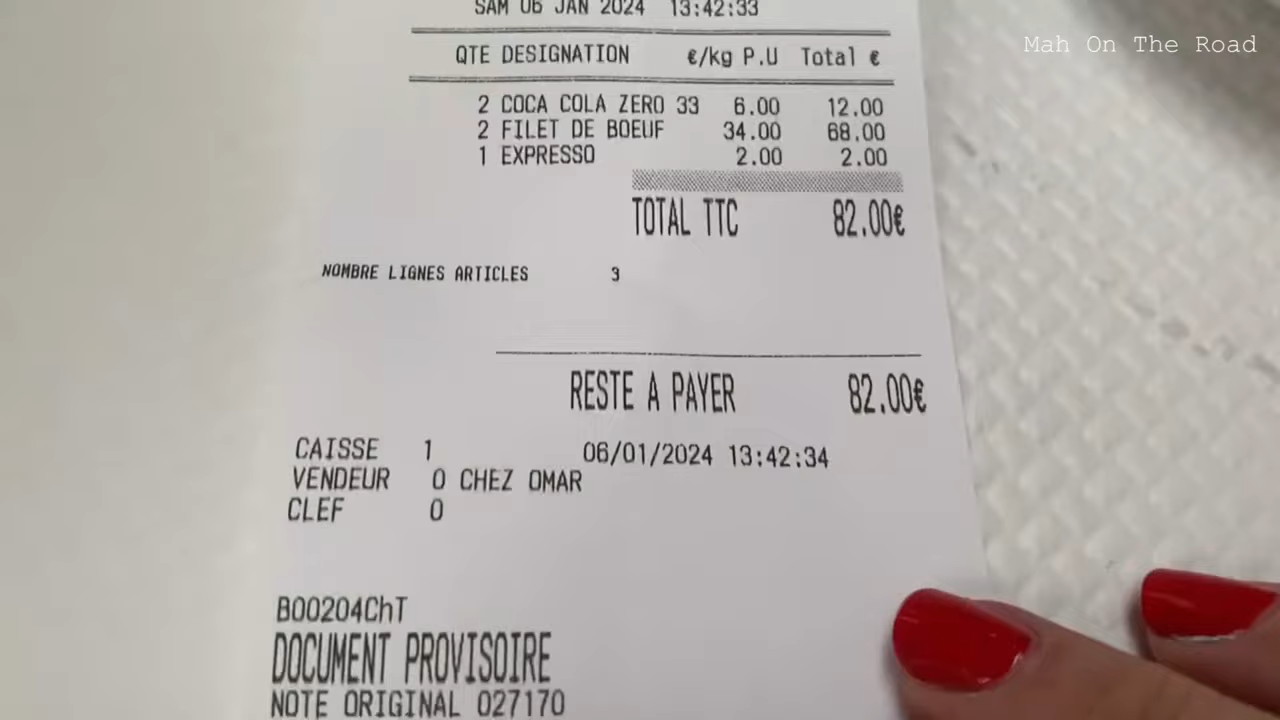 SAM 06 JAN 2024 13:42:33
Mah On The Road
QTE DESIGNATION €/kg P.U Total €
2 COCA COLA ZERO 33 6.00 12.00
2 FILET DE BOEUF 34.00 68.00
1 EXPRESSO 2.00 2.00
TOTAL TTC 82.00€
NOMBRE LIGNES ARTICLES 3
RESTE A PAYER 82.00€
CAISSE 1 06/01/2024 13:42:34
VENDEUR 0 CHEZ OMAR
CLEF 0
B00204ChT
DOCUMENT PROVISOIRE
NOTE ORIGINAL 027170